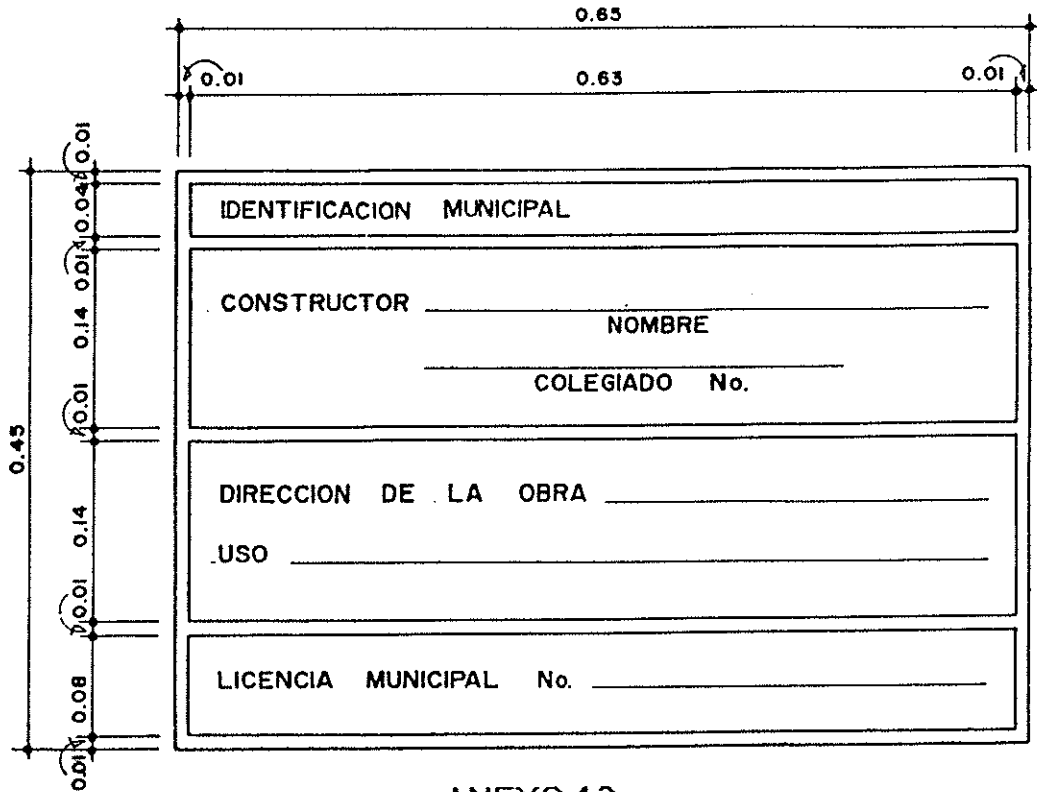 0.65
0.01 0.63 0.01
0.01
0.04
0.01
0.14
0.01
0.14
0.01
0.08
0.01
0.45
IDENTIFICACION MUNICIPAL
CONSTRUCTOR
NOMBRE
COLEGIADO No.
DIRECCION DE LA OBRA
USO
LICENCIA MUNICIPAL No.